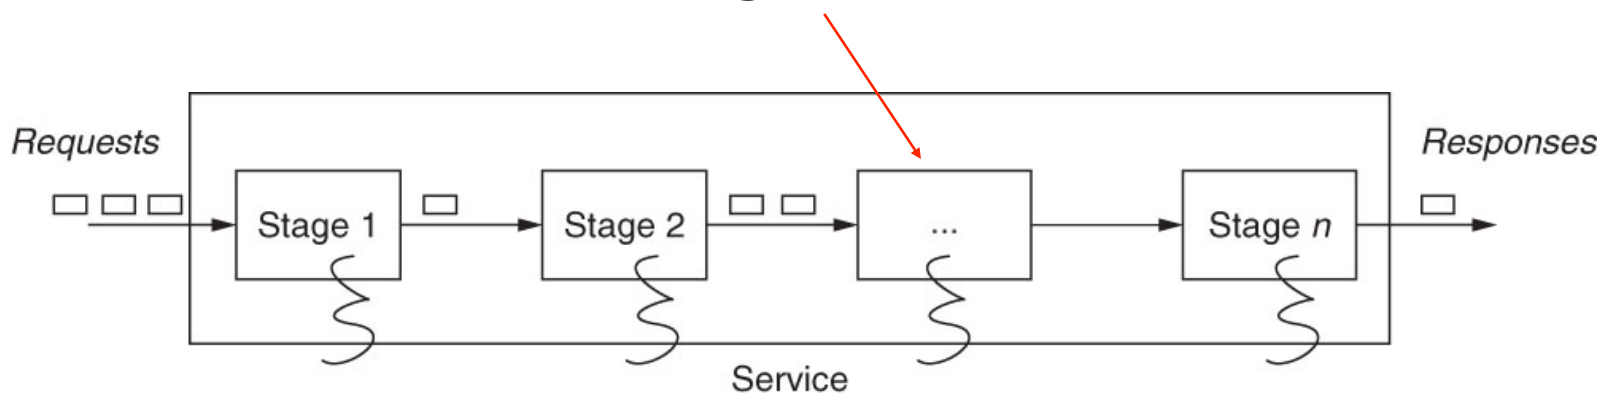 Requests
Responses
Stage 1
Stage 2
...
Stage n
Service